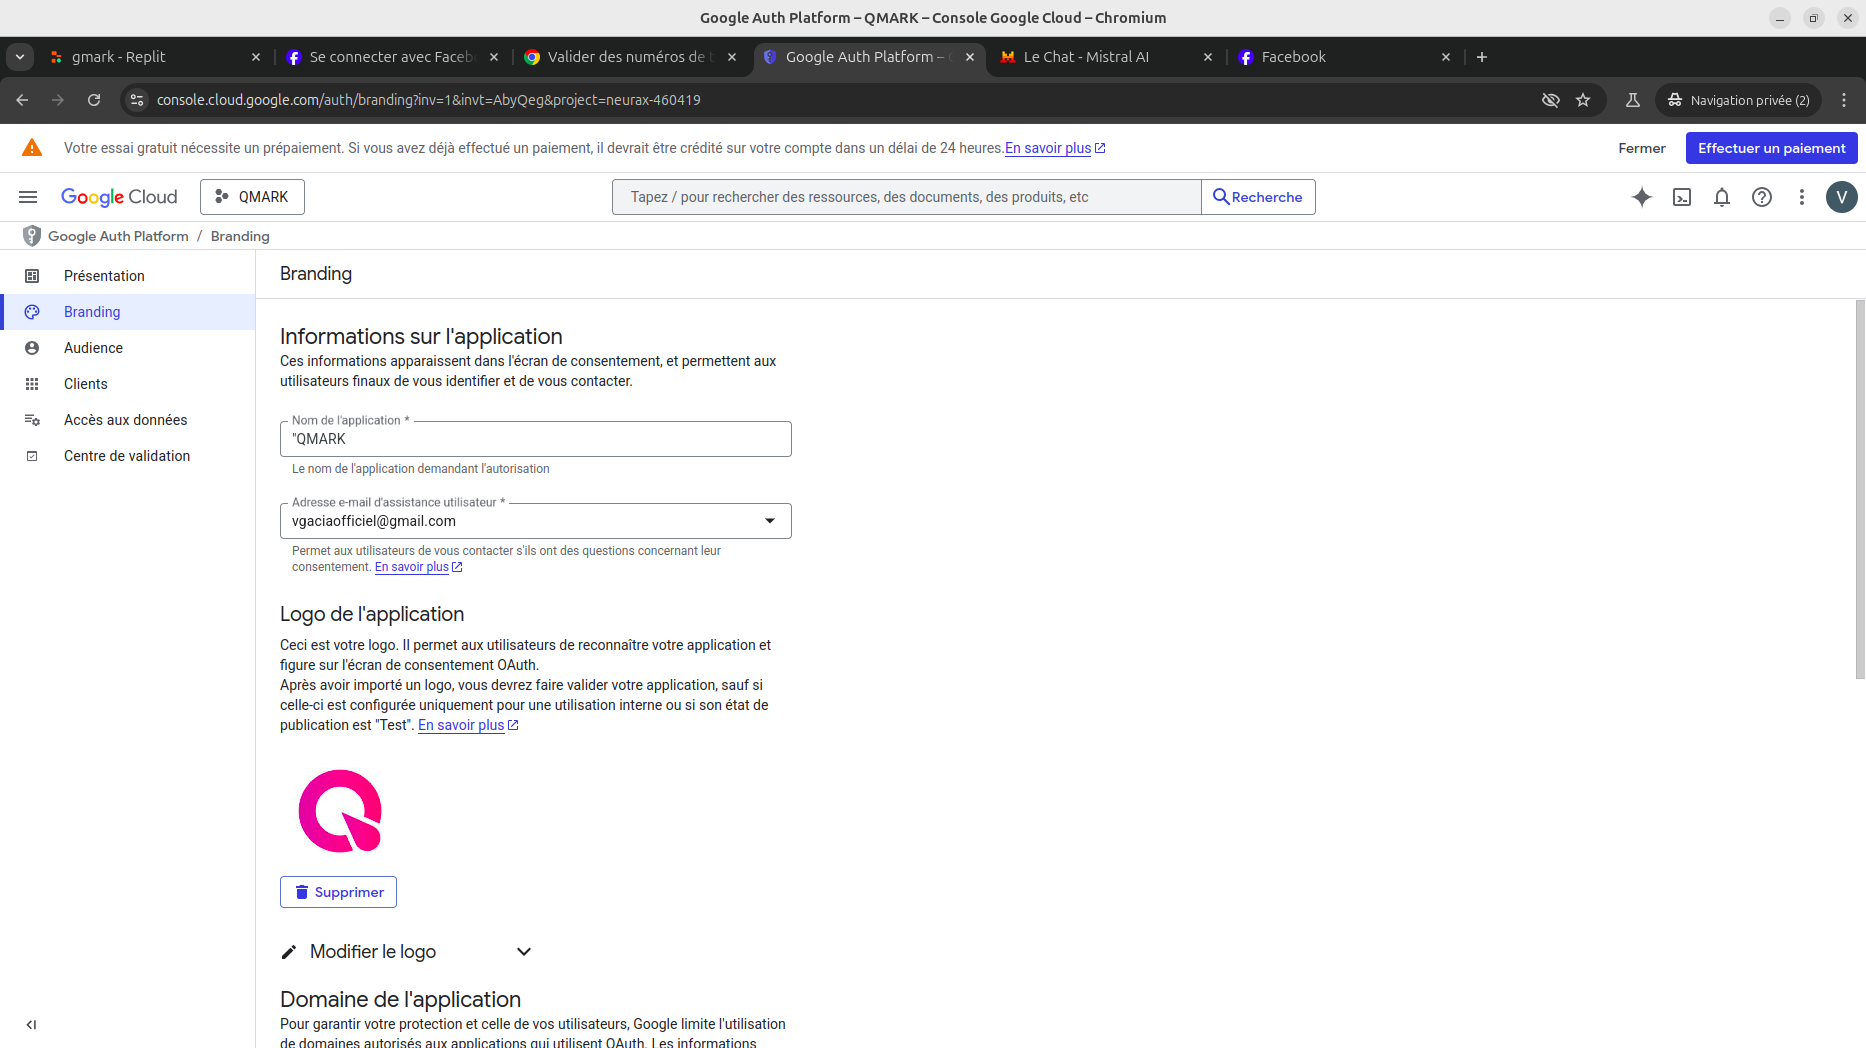 Google Auth Platform – QMARK – Console Google Cloud – Chromium
gmark - Replit
Se connecter avec Facebo
Valider des numéros de t
Google Auth Platform –
Le Chat - Mistral AI
Facebook
console.cloud.google.com/auth/branding?inv=1&invt=AbyQeg&project=neurax-460419
Navigation privée (2)
Votre essai gratuit nécessite un prépaiement. Si vous avez déjà effectué un paiement, il devrait être crédité sur votre compte dans un délai de 24 heures.En savoir plus
Fermer
Effectuer un paiement
Google Cloud
QMARK
Tapez / pour rechercher des ressources, des documents, des produits, etc
Recherche
V
Google Auth Platform / Branding
Présentation
Branding
Audience
Clients
Accès aux données
Centre de validation
Branding
Informations sur l'application
Ces informations apparaissent dans l'écran de consentement, et permettent aux
utilisateurs finaux de vous identifier et de vous contacter.
Nom de l'application *
"QMARK
Le nom de l'application demandant l'autorisation
Adresse e-mail d'assistance utilisateur *
vgaciaofficiel@gmail.com
Permet aux utilisateurs de vous contacter s'ils ont des questions concernant leur
consentement. En savoir plus
Logo de l'application
Ceci est votre logo. Il permet aux utilisateurs de reconnaître votre application et
figure sur l'écran de consentement OAuth.
Après avoir importé un logo, vous devrez faire valider votre application, sauf si
celle-ci est configurée uniquement pour une utilisation interne ou si son état de
publication est "Test". En savoir plus
Supprimer
Modifier le logo
Domaine de l'application
Pour garantir votre protection et celle de vos utilisateurs, Google limite l'utilisation
de domaines autorisés aux applications qui utilisent OAuth. Les informations